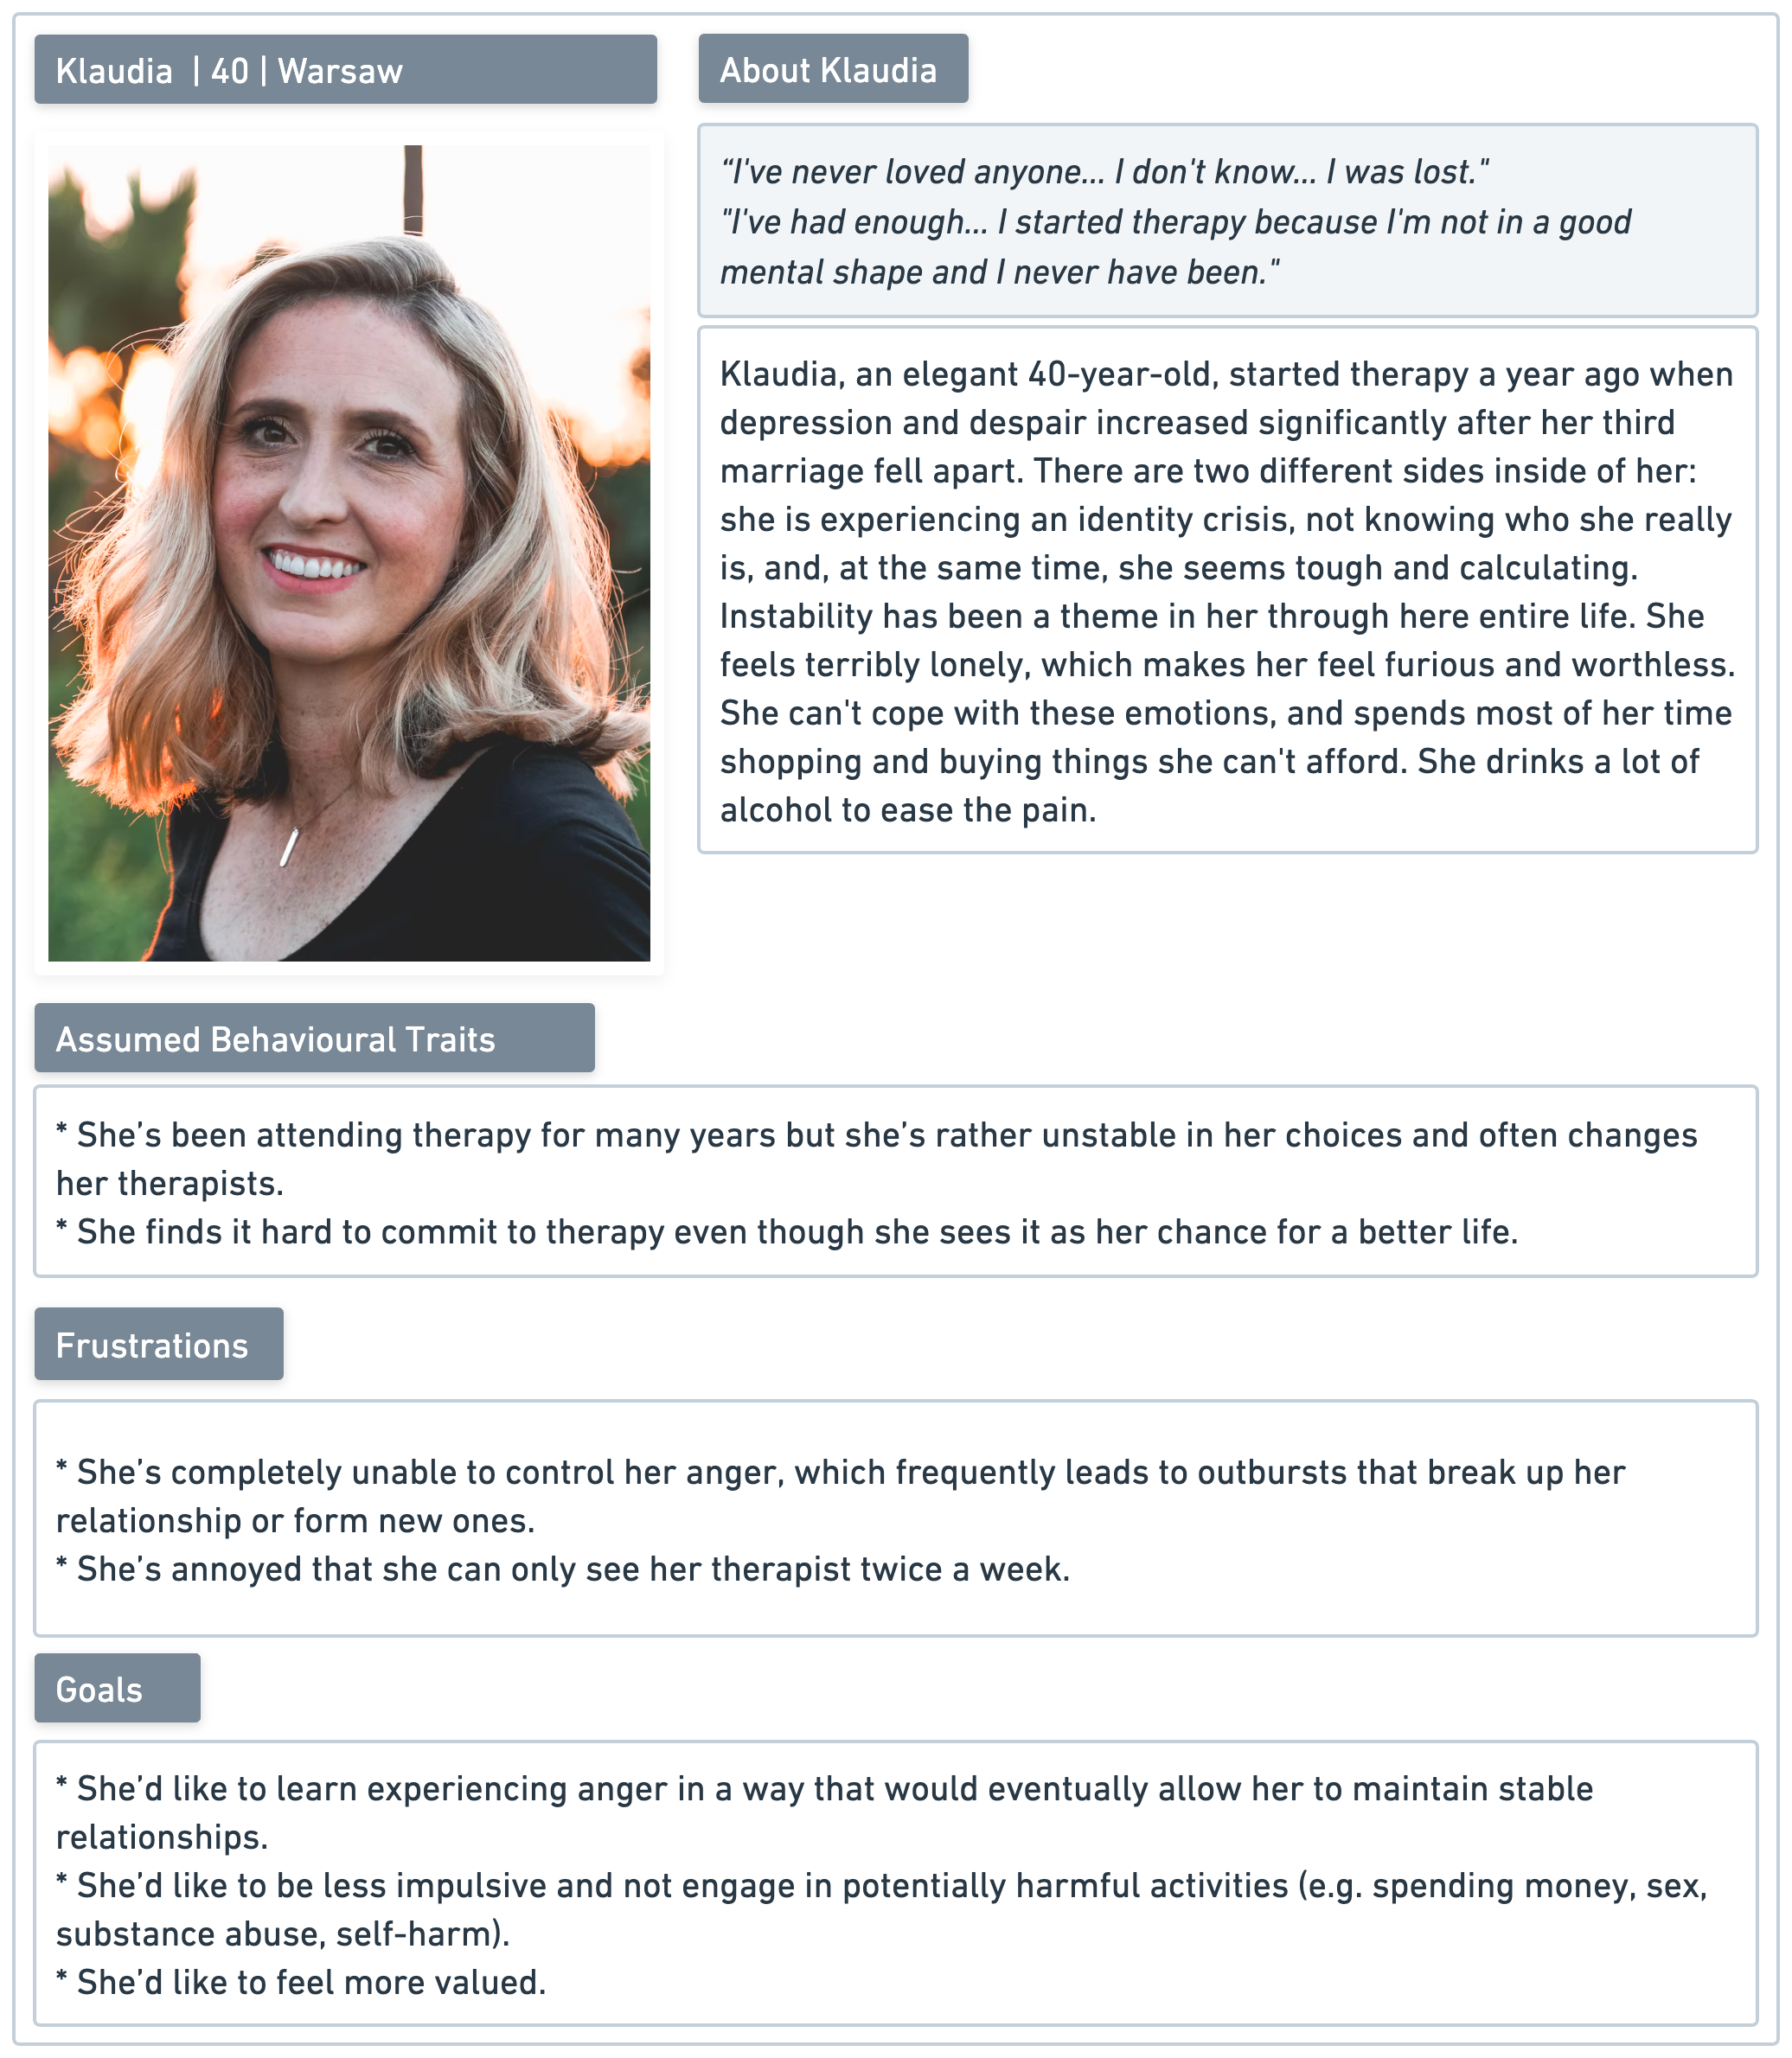 Klaudia | 40 | Warsaw
About Klaudia
“I've never loved anyone... I don't know... I was lost."
"I've had enough... I started therapy because I'm not in a good
mental shape and I never have been."
Klaudia, an elegant 40-year-old, started therapy a year ago when
depression and despair increased significantly after her third
marriage fell apart. There are two different sides inside of her:
she is experiencing an identity crisis, not knowing who she really
is, and, at the same time, she seems tough and calculating.
Instability has been a theme in her through here entire life. She
feels terribly lonely, which makes her feel furious and worthless.
She can't cope with these emotions, and spends most of her time
shopping and buying things she can't afford. She drinks a lot of
alcohol to ease the pain.
Assumed Behavioural Traits
* She’s been attending therapy for many years but she’s rather unstable in her choices and often changes
her therapists.
* She finds it hard to commit to therapy even though she sees it as her chance for a better life.
Frustrations
* She’s completely unable to control her anger, which frequently leads to outbursts that break up her
relationship or form new ones.
* She’s annoyed that she can only see her therapist twice a week.
Goals
* She’d like to learn experiencing anger in a way that would eventually allow her to maintain stable
relationships.
* She’d like to be less impulsive and not engage in potentially harmful activities (e.g. spending money, sex,
substance abuse, self-harm).
* She’d like to feel more valued.